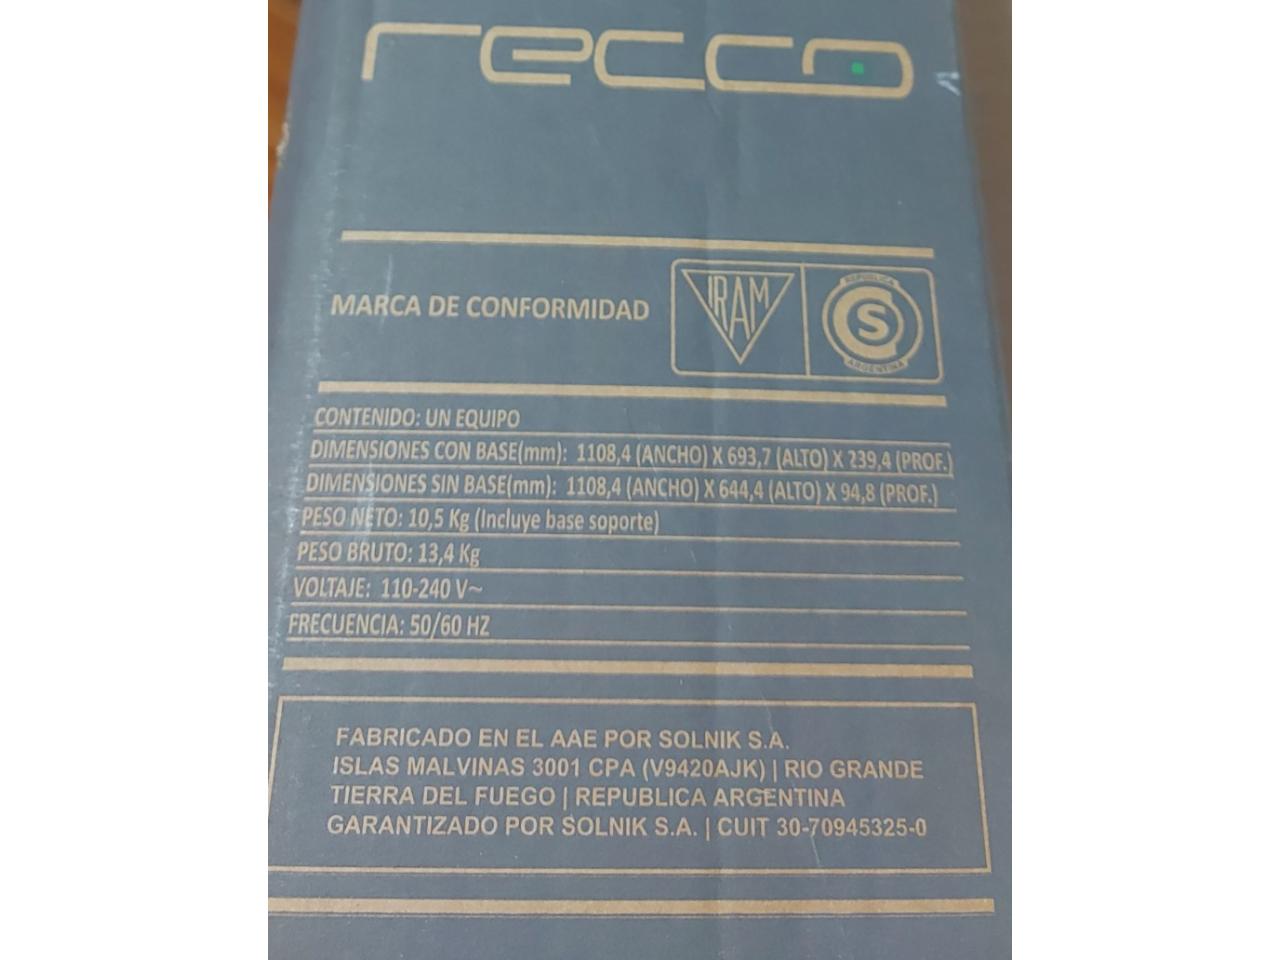 recco
MARCA DE CONFORMIDAD
IRAM
REPUBLICA
S
ARGENTINA
CONTENIDO: UN EQUIPO
DIMENSIONES CON BASE(mm): 1108,4 (ANCHO) X 693,7 (ALTO) X 239,4 (PROF.)
DIMENSIONES SIN BASE(mm): 1108,4 (ANCHO) X 644,4 (ALTO) X 94,8 (PROF.)
PESO NETO: 10,5 Kg (Incluye base soporte)
PESO BRUTO: 13,4 Kg
VOLTAJE: 110-240 V~
FRECUENCIA: 50/60 HZ
FABRICADO EN EL AAE POR SOLNIK S.A.
ISLAS MALVINAS 3001 CPA (V9420AJK) | RIO GRANDE
TIERRA DEL FUEGO | REPUBLICA ARGENTINA
GARANTIZADO POR SOLNIK S.A. | CUIT 30-70945325-0